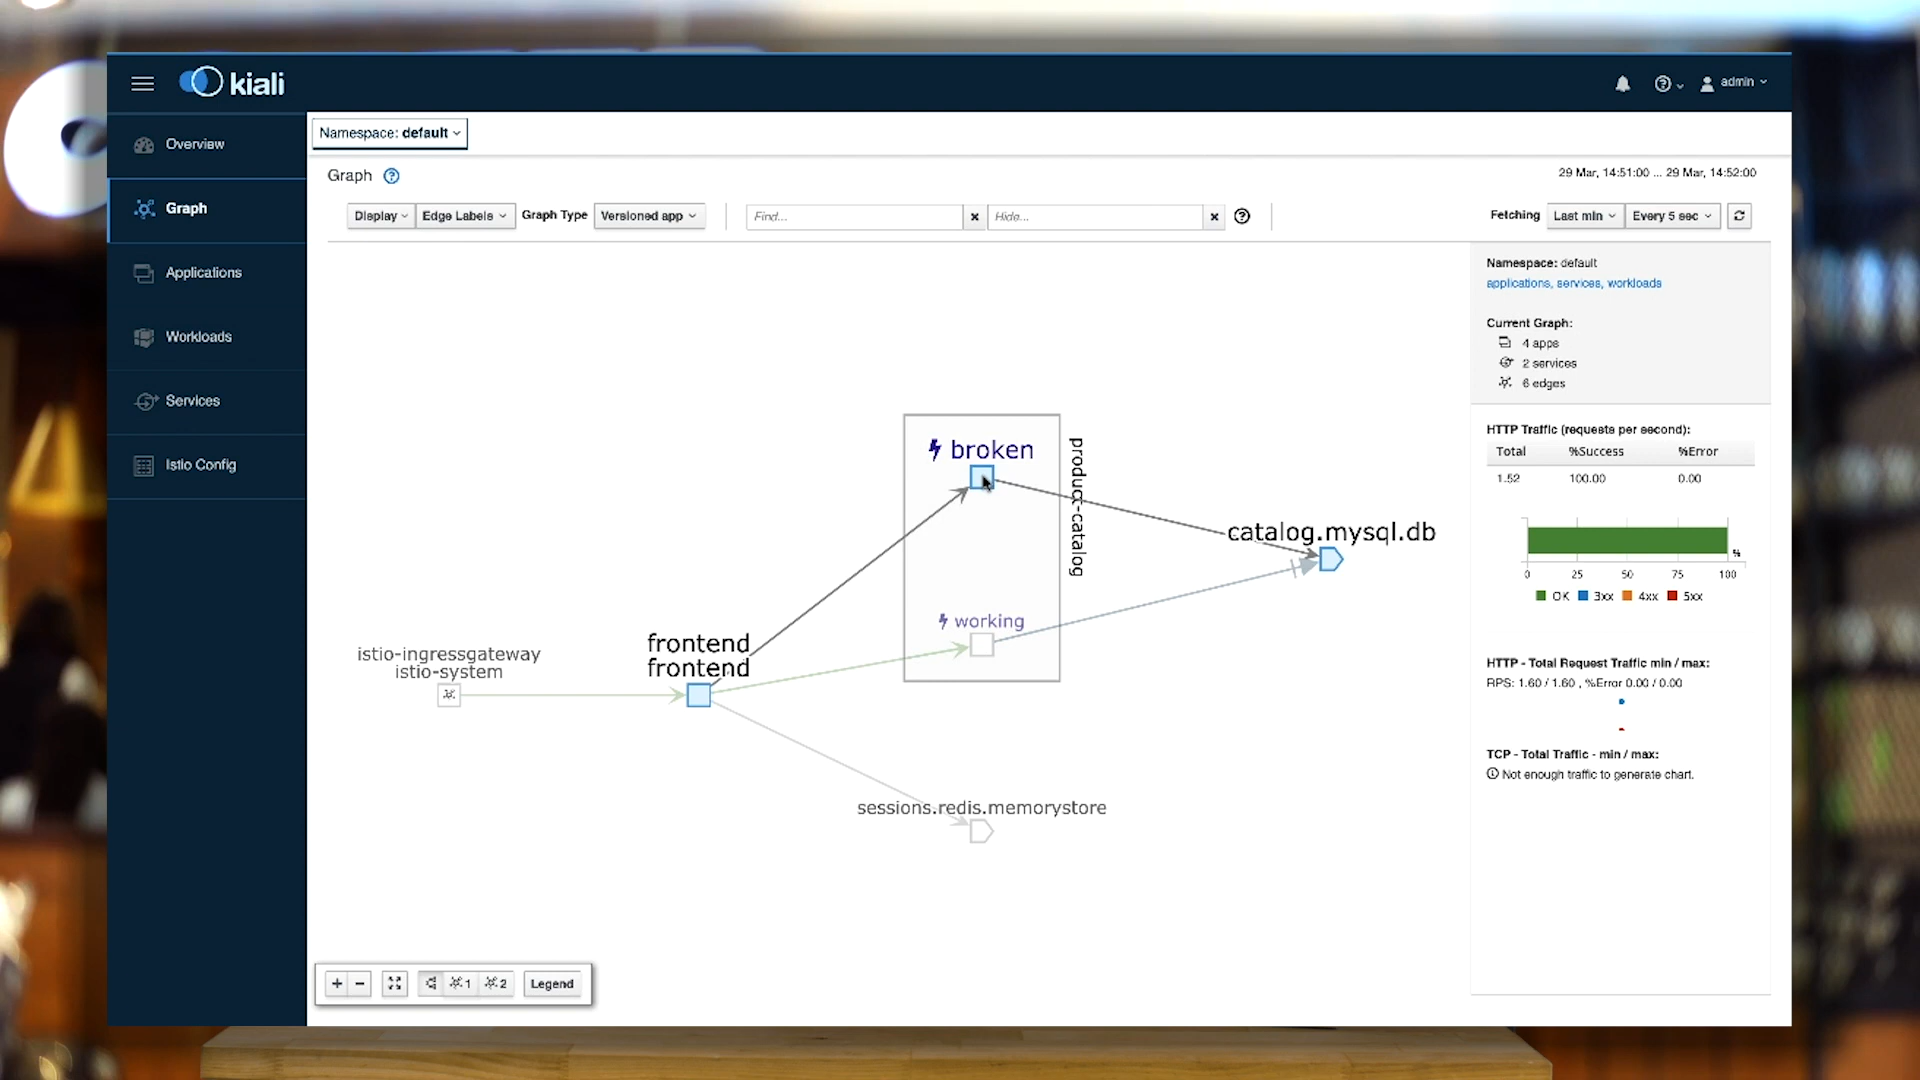 kiali
admin
Overview
Graph
Applications
Workloads
Services
Istio Config
Namespace: default
Graph
29 Mar, 14:51:00 ... 29 Mar, 14:52:00
Display
Edge Labels
Graph Type
Versioned app
Find...
Hide...
Fetching
Last min
Every 5 sec
broken
product-catalog
working
catalog.mysql.db
frontend
frontend
istio-ingressgateway
istio-system
sessions.redis.memorystore
1
2
Legend
Namespace: default
applications, services, workloads
Current Graph:
4 apps
2 services
6 edges
HTTP Traffic (requests per second):
Total %Success %Error
1.52 100.00 0.00
%
0 25 50 75 100
OK 3xx 4xx 5xx
HTTP - Total Request Traffic min / max:
RPS: 1.60 / 1.60 , %Error 0.00 / 0.00
TCP - Total Traffic - min / max:
Not enough traffic to generate chart.